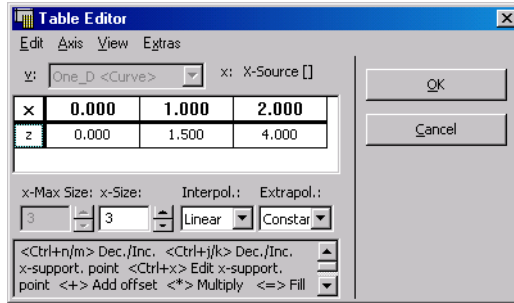 Table Editor
Edit Axis View Extras
y: One_D <Curve> x: X-Source []
OK
x 0.000 1.000 2.000
z 0.000 1.500 4.000
Cancel
x-Max Size: x-Size: Interpol.: Extrapol.:
3 3 Linear Constar
<Ctrl+n/m> Dec./Inc. <Ctrl+j/k> Dec./Inc.
x-support. point <Ctrl+x> Edit x-support.
point <+> Add offset <*> Multiply <=> Fill